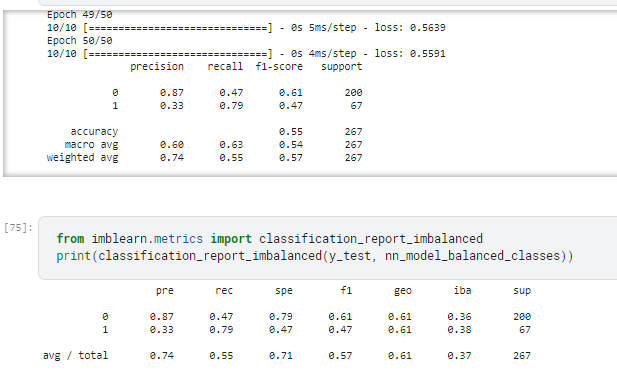 Epoch 49/50
10/10 [==============================] - 0s 5ms/step - loss: 0.5639
Epoch 50/50
10/10 [==============================] - 0s 4ms/step - loss: 0.5591
precision recall f1-score support
0 0.87 0.47 0.61 200
1 0.33 0.79 0.47 67
accuracy 0.55 267
macro avg 0.60 0.63 0.54 267
weighted avg 0.74 0.55 0.57 267
[75]:
from imblearn.metrics import classification_report_imbalanced
print(classification_report_imbalanced(y_test, nn_model_balanced_classes))
pre rec spe f1 geo iba sup
0 0.87 0.47 0.79 0.61 0.61 0.36 200
1 0.33 0.79 0.47 0.47 0.61 0.38 67
avg / total 0.74 0.55 0.71 0.57 0.61 0.37 267